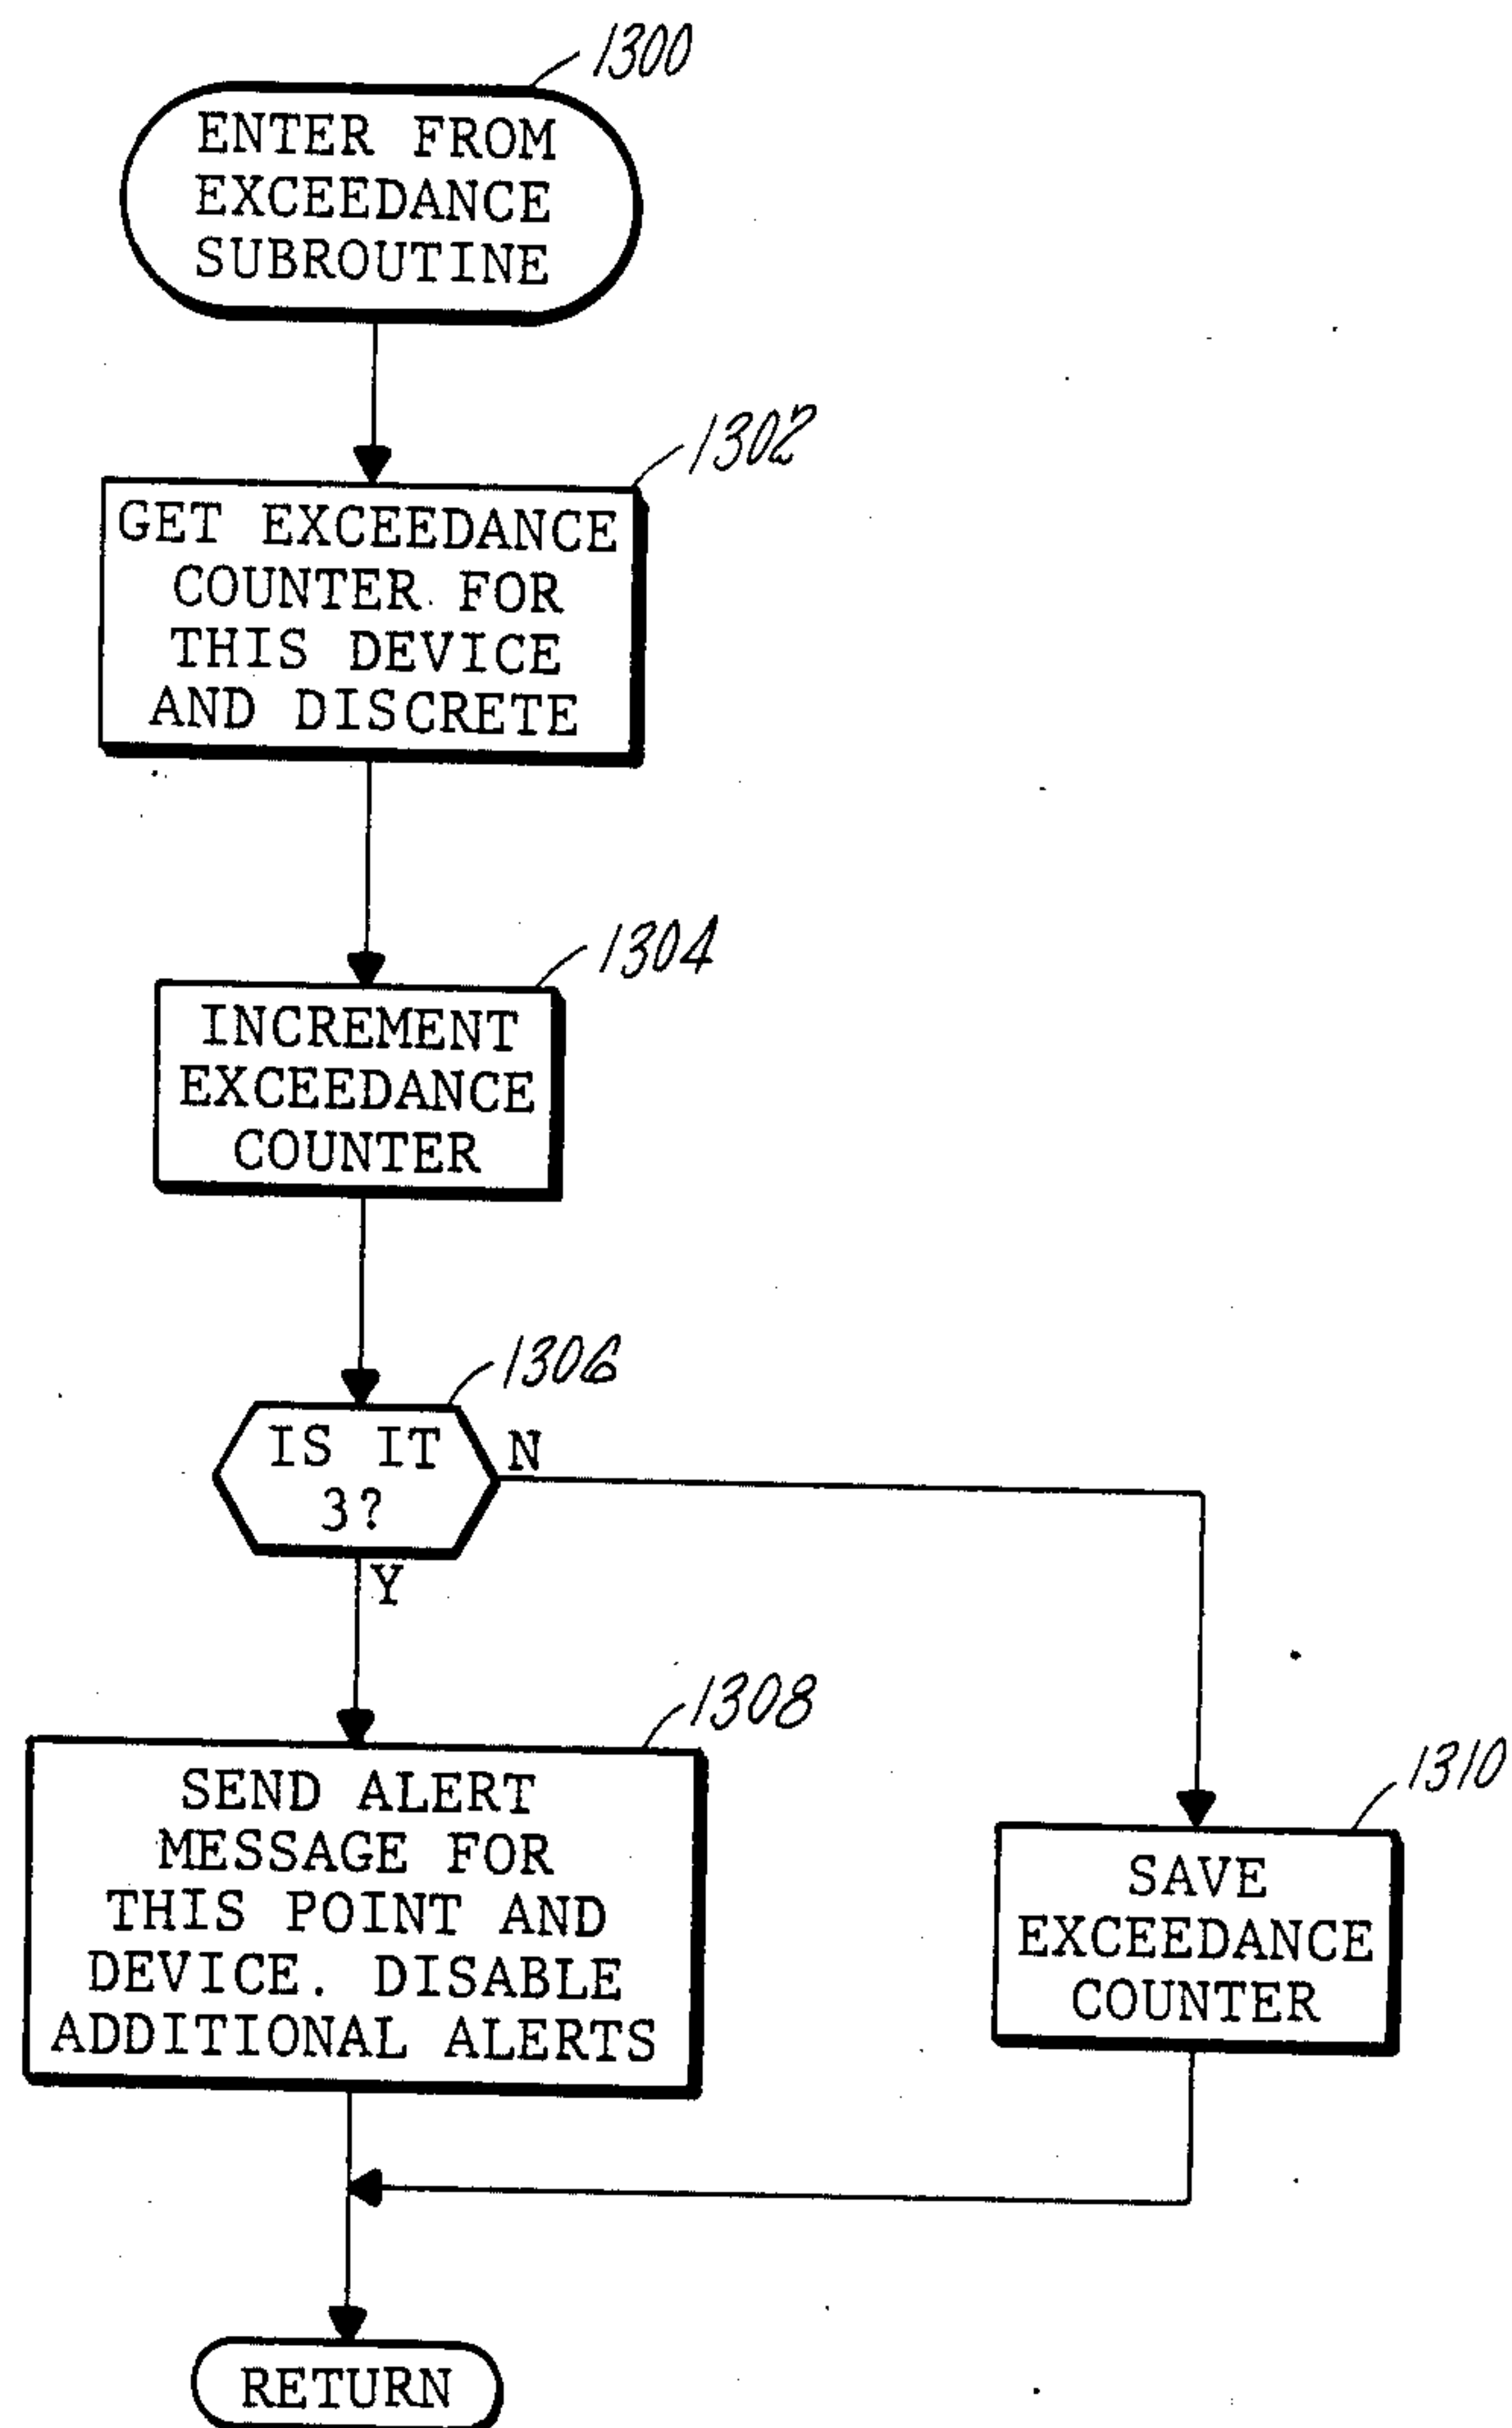 1300
ENTER FROM
EXCEEDANCE
SUBROUTINE
1302
GET EXCEEDANCE
COUNTER FOR
THIS DEVICE
AND DISCRETE
1304
INCREMENT
EXCEEDANCE
COUNTER
1306
IS IT
3?
N
Y
1308
SEND ALERT
MESSAGE FOR
THIS POINT AND
DEVICE. DISABLE
ADDITIONAL ALERTS
1310
SAVE
EXCEEDANCE
COUNTER
RETURN